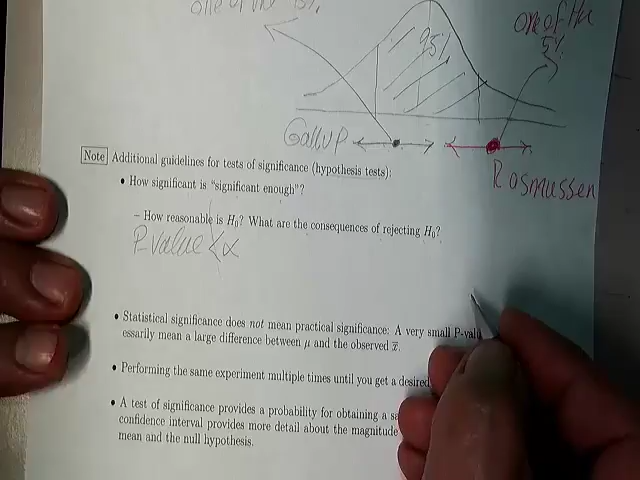 one of the 95%
one of the
5%
95%
Gallup
Rasmussen
Note Additional guidelines for tests of significance (hypothesis tests):
• How significant is “significant enough”?
– How reasonable is H₀? What are the consequences of rejecting H₀?
P-value < α
• Statistical significance does not mean practical significance: A very small P-val
essarily mean a large difference between μ and the observed x̅.
• Performing the same experiment multiple times until you get a desired
• A test of significance provides a probability for obtaining a sa
confidence interval provides more detail about the magnitude
mean and the null hypothesis.